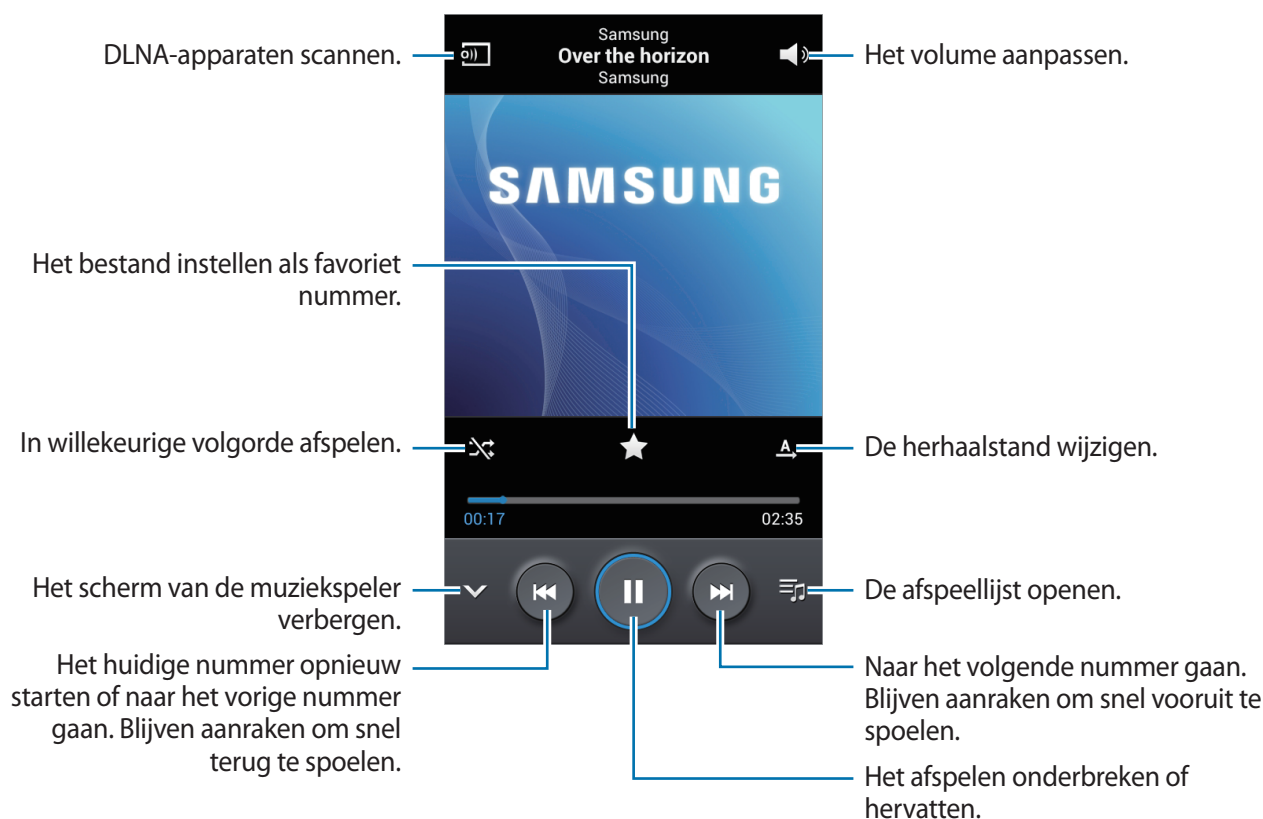 DLNA-apparaten scannen.
Samsung
Over the horizon
Samsung
Het volume aanpassen.
SAMSUNG
Het bestand instellen als favoriet
nummer.
In willekeurige volgorde afspelen.
A
De herhaalstand wijzigen.
00:17
02:35
Het scherm van de muziekspeler
verbergen.
De afspeellijst openen.
Het huidige nummer opnieuw
starten of naar het vorige nummer
gaan. Blijven aanraken om snel
terug te spoelen.
Naar het volgende nummer gaan.
Blijven aanraken om snel vooruit te
spoelen.
Het afspelen onderbreken of
hervatten.